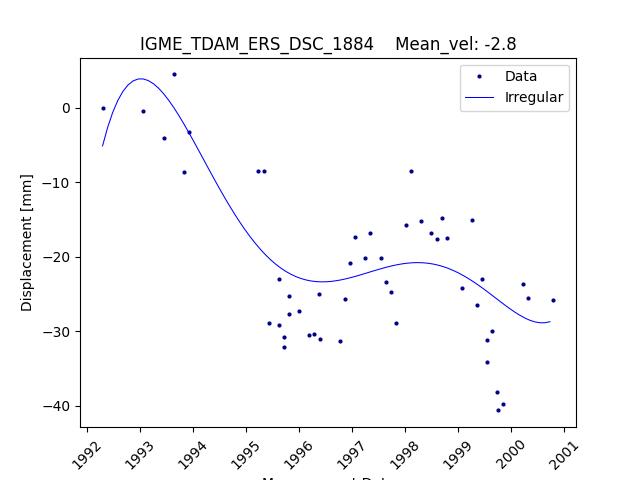 IGME_TDAM_ERS_DSC_1884    Mean_vel: -2.8
Data
Irregular
Displacement [mm]
0
−10
−20
−30
−40
1992 1993 1994 1995 1996 1997 1998 1999 2000 2001